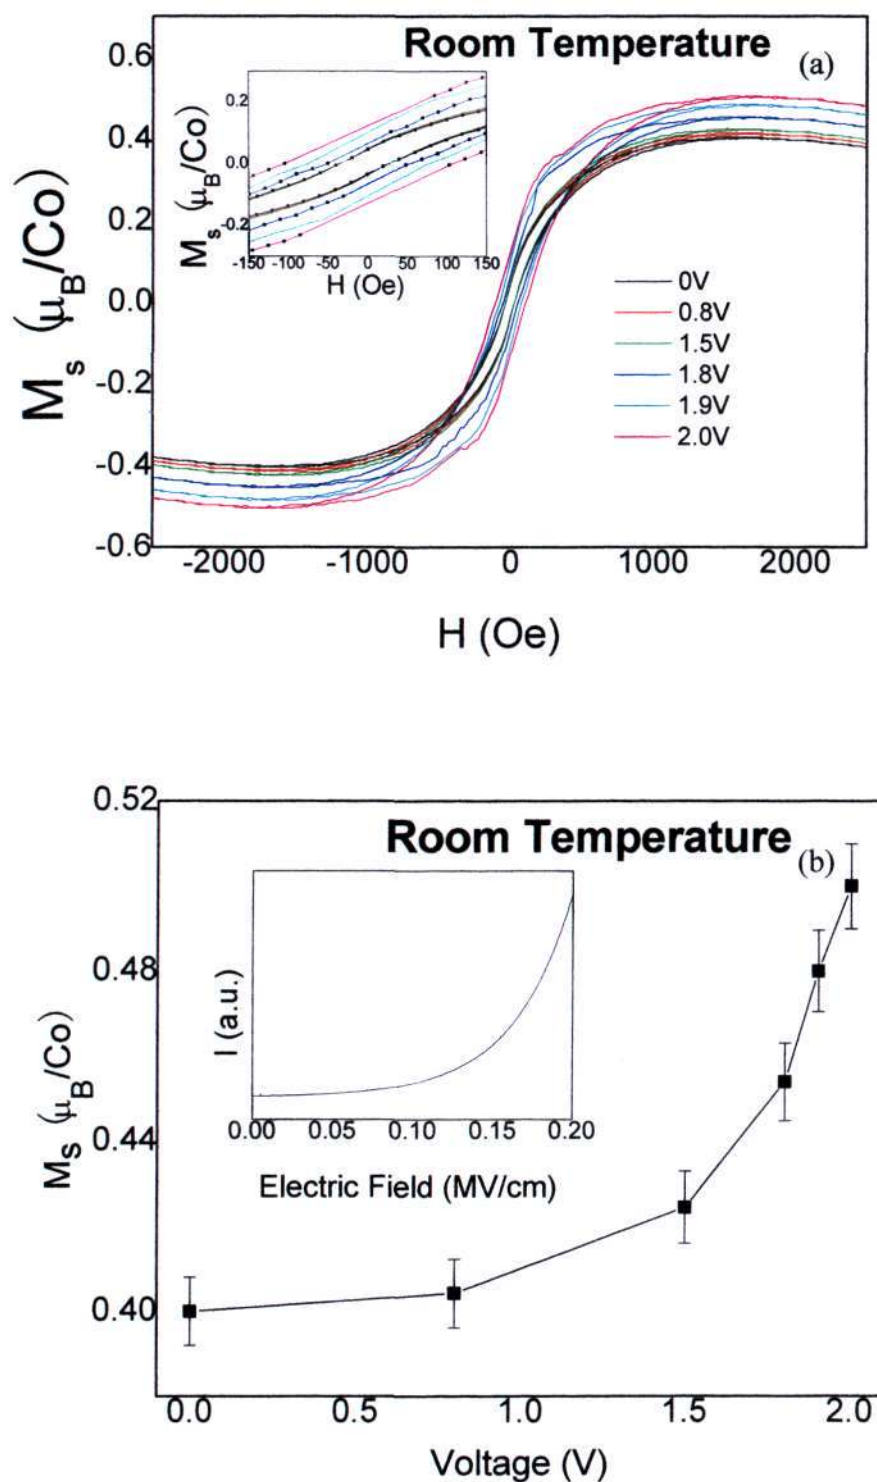 Room Temperature
(a)
0.6
0.4
0.2
0.0
-0.2
-0.4
-0.6
M_s (μ_B/Co)
0.2
0.0
-0.2
M_s (μ_B/Co)
-150 -100 -50 0 50 100 150
H (Oe)
0V
0.8V
1.5V
1.8V
1.9V
2.0V
-2000 -1000 0 1000 2000
H (Oe)
Room Temperature
(b)
0.52
0.48
0.44
0.40
M_s (μ_B/Co)
I (a.u.)
0.00 0.05 0.10 0.15 0.20
Electric Field (MV/cm)
0.0 0.5 1.0 1.5 2.0
Voltage (V)